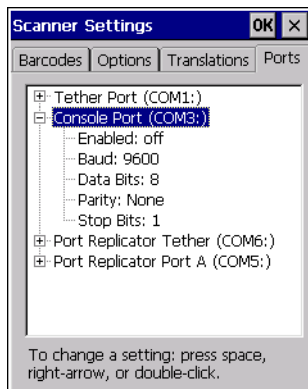 Scanner Settings OK ×
Barcodes Options Translations Ports
Tether Port (COM1:)
Console Port (COM3:)
Enabled: off
Baud: 9600
Data Bits: 8
Parity: None
Stop Bits: 1
Port Replicator Tether (COM6:)
Port Replicator Port A (COM5:)
To change a setting: press space,
right-arrow, or double-click.